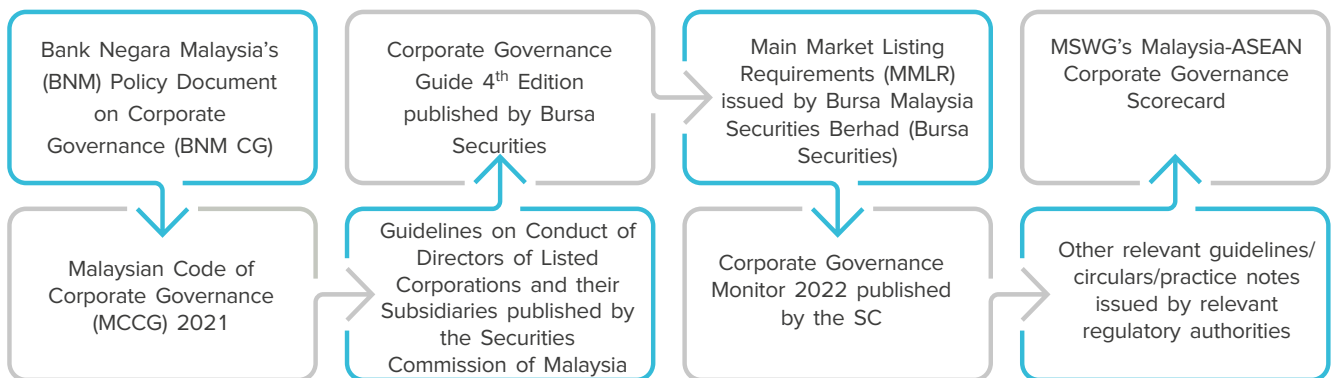 Bank Negara Malaysia's
(BNM) Policy Document
on Corporate
Governance (BNM CG)
Malaysian Code of
Corporate Governance
(MCCG) 2021
Guidelines on Conduct of
Directors of Listed
Corporations and their
Subsidiaries published by
the Securities
Commission of Malaysia
Corporate Governance
Guide 4th Edition
published by Bursa
Securities
Main Market Listing
Requirements (MMLR)
issued by Bursa Malaysia
Securities Berhad (Bursa
Securities)
Corporate Governance
Monitor 2022 published
by the SC
Other relevant guidelines/
circulars/practice notes
issued by relevant
regulatory authorities
MSWG's Malaysia-ASEAN
Corporate Governance
Scorecard